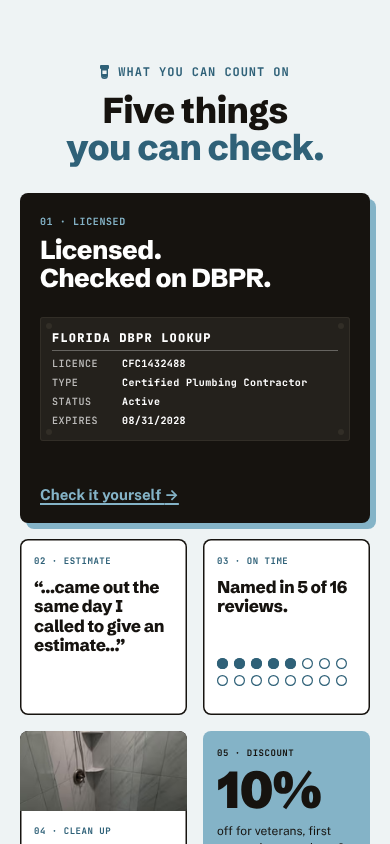 WHAT YOU CAN COUNT ON
Five things
you can check.
01 · LICENSED
Licensed.
Checked on DBPR.
FLORIDA DBPR LOOKUP
LICENCE CFC1432488
TYPE Certified Plumbing Contractor
STATUS Active
EXPIRES 08/31/2028
Check it yourself →
02 · ESTIMATE
“…came out the
same day I
called to give an
estimate…”
03 · ON TIME
Named in 5 of 16
reviews.
04 · CLEAN UP
05 · DISCOUNT
10%
off for veterans, first